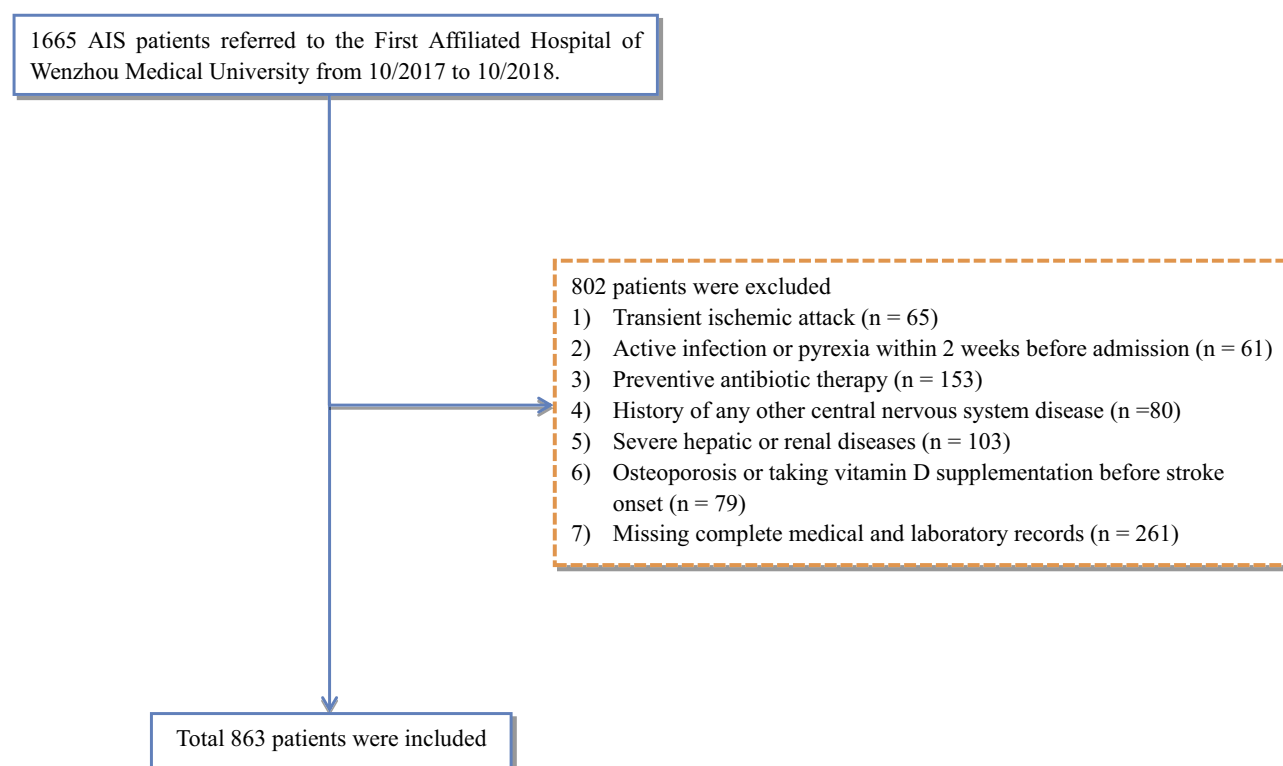 1665 AIS patients referred to the First Affiliated Hospital of
Wenzhou Medical University from 10/2017 to 10/2018.
802 patients were excluded
1) Transient ischemic attack (n = 65)
2) Active infection or pyrexia within 2 weeks before admission (n = 61)
3) Preventive antibiotic therapy (n = 153)
4) History of any other central nervous system disease (n =80)
5) Severe hepatic or renal diseases (n = 103)
6) Osteoporosis or taking vitamin D supplementation before stroke
onset (n = 79)
7) Missing complete medical and laboratory records (n = 261)
Total 863 patients were included